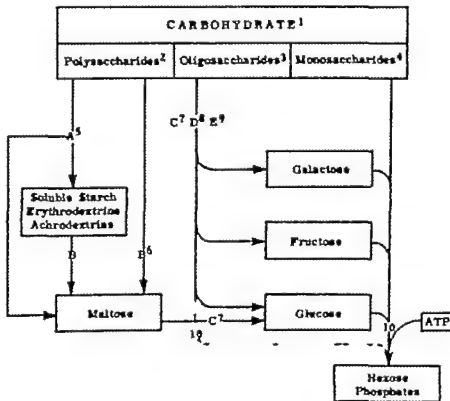 CARBOHYDRATE¹
Polysaccharides² Oligosaccharides³ Monosaccharides⁴
A⁵
C⁷ D⁸ E⁹
Galactose
Soluble Starch
Erythrodextrins
Achrodextrins
Fructose
B B⁶
Maltose
C⁷
Glucose
10
10
ATP
Hexose
Phosphates